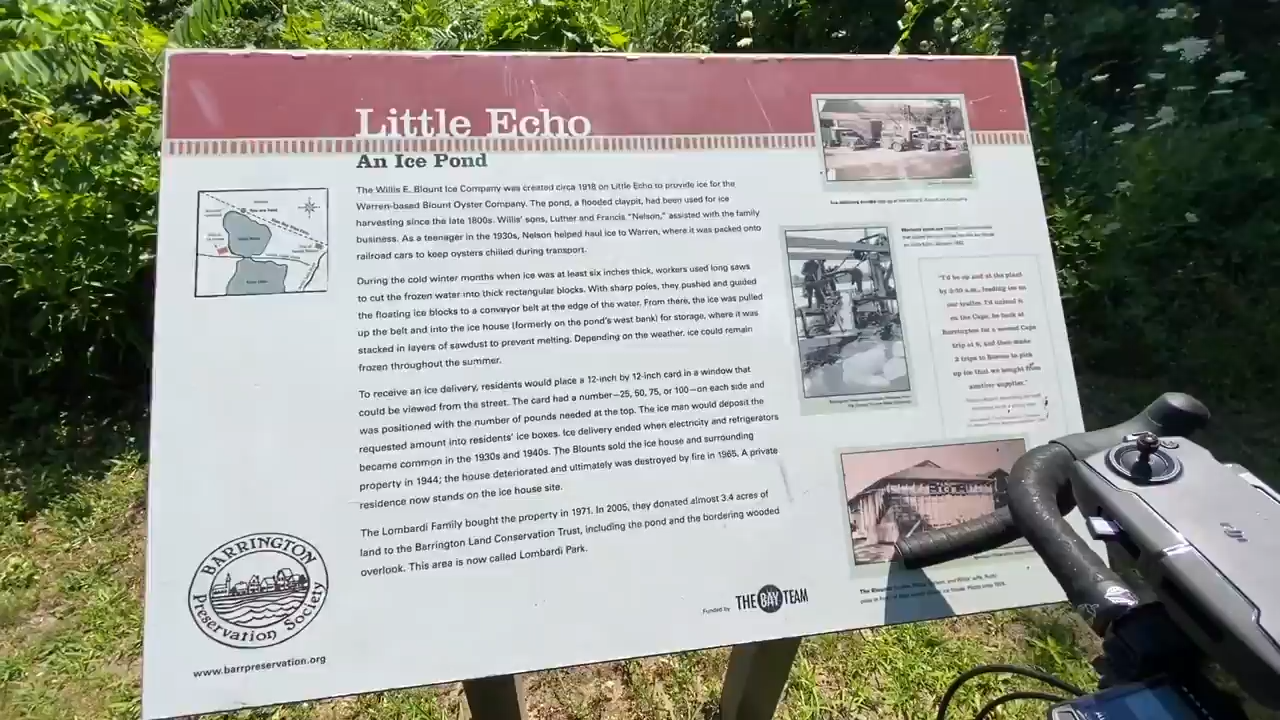 Little Echo
An Ice Pond
The Willis E. Blount Ice Company was created circa 1918 on Little Echo to provide ice for the
Warren-based Blount Oyster Company. The pond, a flooded claypit, had been used for ice
harvesting since the late 1800s. Willis' sons, Luther and Francis "Nelson," assisted with the family
business. As a teenager in the 1930s, Nelson helped haul ice to Warren, where it was packed onto
railroad cars to keep oysters chilled during transport.
During the cold winter months when ice was at least six inches thick, workers used long saws
to cut the frozen water into thick rectangular blocks. With sharp poles, they pushed and guided
the floating ice blocks to a conveyor belt at the edge of the water. From there, the ice was pulled
up the belt and into the ice house (formerly on the pond's west bank) for storage, where it was
stacked in layers of sawdust to prevent melting. Depending on the weather, ice could remain
frozen throughout the summer.
To receive an ice delivery, residents would place a 12-inch by 12-inch card in a window that
could be viewed from the street. The card had a number—25, 50, 75, or 100—on each side and
was positioned with the number of pounds needed at the top. The ice man would deposit the
requested amount into residents' ice boxes. Ice delivery ended when electricity and refrigerators
became common in the 1930s and 1940s. The Blounts sold the ice house and surrounding
property in 1944; the house deteriorated and ultimately was destroyed by fire in 1965. A private
residence now stands on the ice house site.
The Lombardi Family bought the property in 1971. In 2005, they donated almost 3.4 acres of
land to the Barrington Land Conservation Trust, including the pond and the bordering wooded
overlook. This area is now called Lombardi Park.
"I'd be up and at the plant
by 3:30 a.m., loading ice on
our trailer. I'd unload it
on the Cape, be back at
Barrington for a second Cape
trip at 9, and then make
2 trips to Boston to pick
up ice that we bought from
another supplier."
BARRINGTON
Preservation Society
www.barrpreservation.org
Funded by
THE BAY TEAM
dji